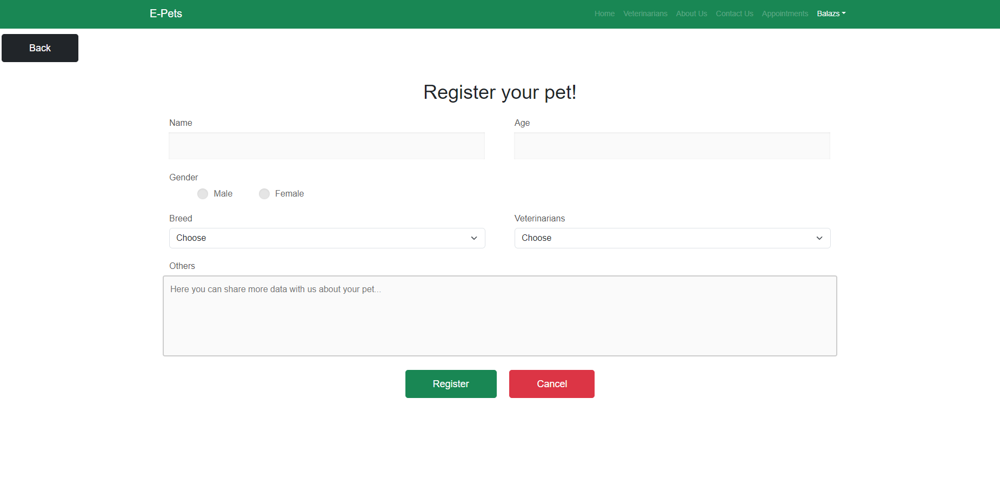 E-Pets Home Veterinarians About Us Contact Us Appointments Balazs
Back
Register your pet!
Name Age
Gender
Male Female
Breed Veterinarians
Choose Choose
Others
Here you can share more data with us about your pet...
Register Cancel